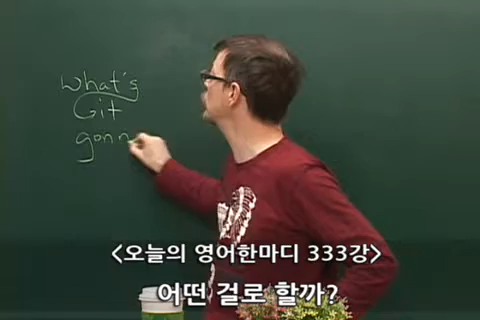 what's
it
gonn
<오늘의 영어한마디 333강>
어떤 걸로 할까?